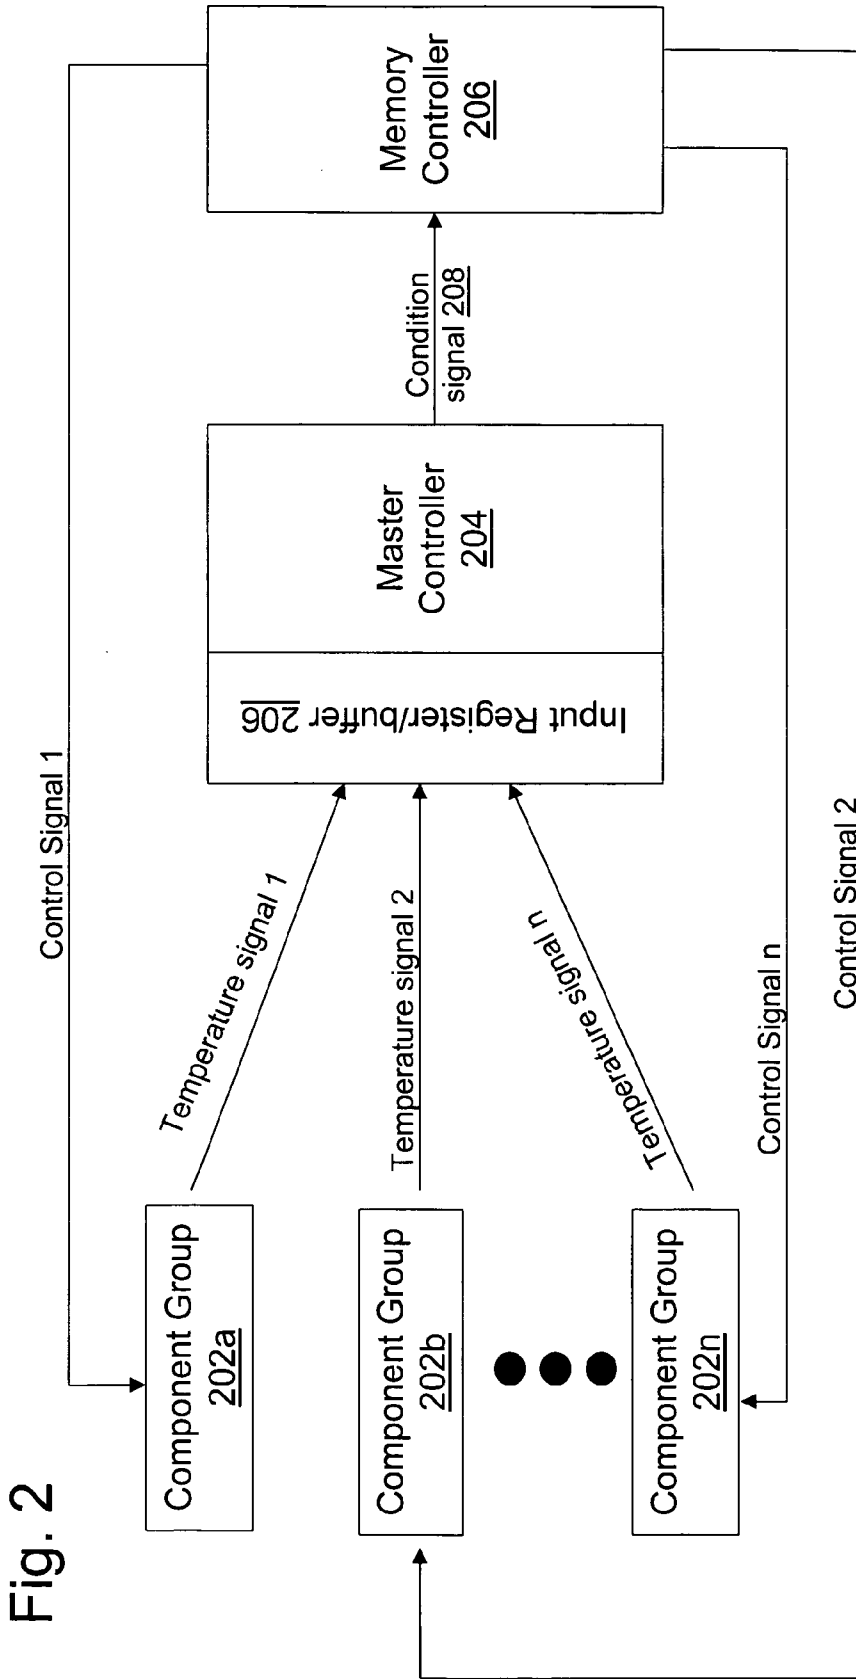 Fig. 2
Control Signal 1
Component Group
202a
Temperature signal 1
Component Group
202b
Temperature signal 2
Component Group
202n
Temperature signal n
Input Register/buffer 206
Master
Controller
204
Condition
signal 208
Memory
Controller
206
Control Signal n
Control Signal 2